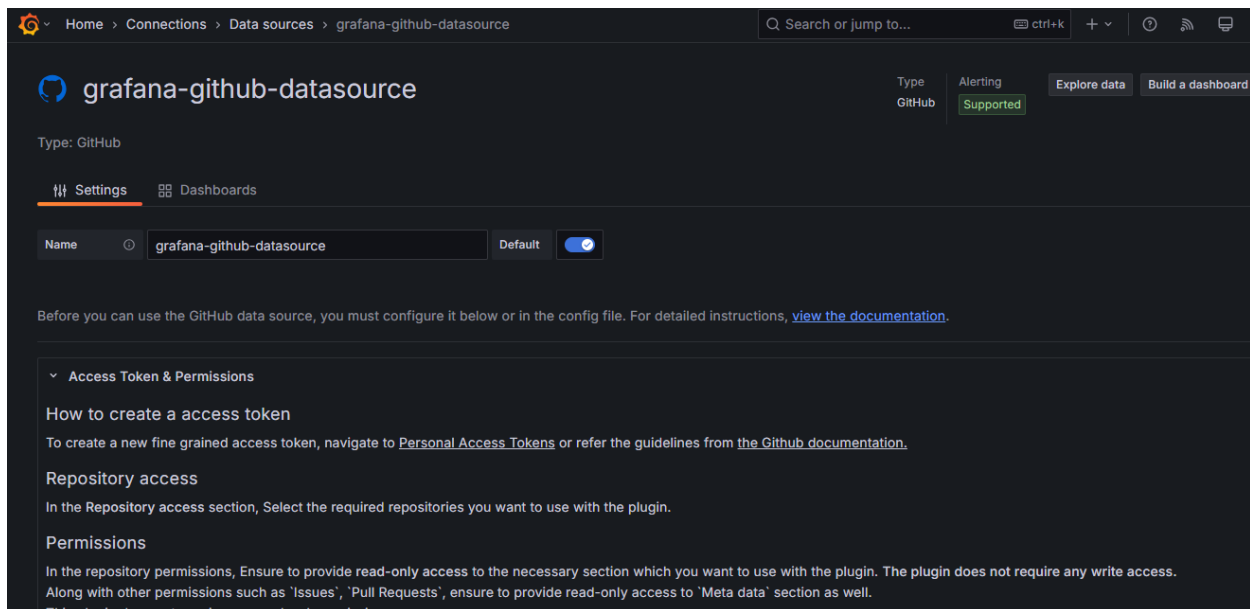 Home › Connections › Data sources › grafana-github-datasource
Search or jump to...
ctrl+k
grafana-github-datasource
Type
GitHub
Alerting
Supported
Explore data
Build a dashboard
Type: GitHub
Settings
Dashboards
Name
grafana-github-datasource
Default
Before you can use the GitHub data source, you must configure it below or in the config file. For detailed instructions, view the documentation.
Access Token & Permissions
How to create a access token
To create a new fine grained access token, navigate to Personal Access Tokens or refer the guidelines from the Github documentation.
Repository access
In the Repository access section, Select the required repositories you want to use with the plugin.
Permissions
In the repository permissions, Ensure to provide read-only access to the necessary section which you want to use with the plugin. The plugin does not require any write access.
Along with other permissions such as `Issues`, `Pull Requests`, ensure to provide read-only access to `Meta data` section as well.